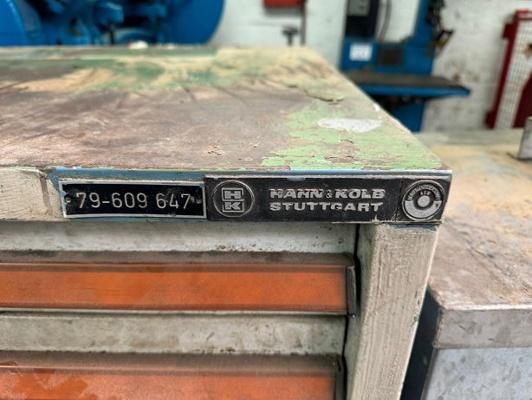 79-609 647
HK
HAHN & KOLB
STUTTGART